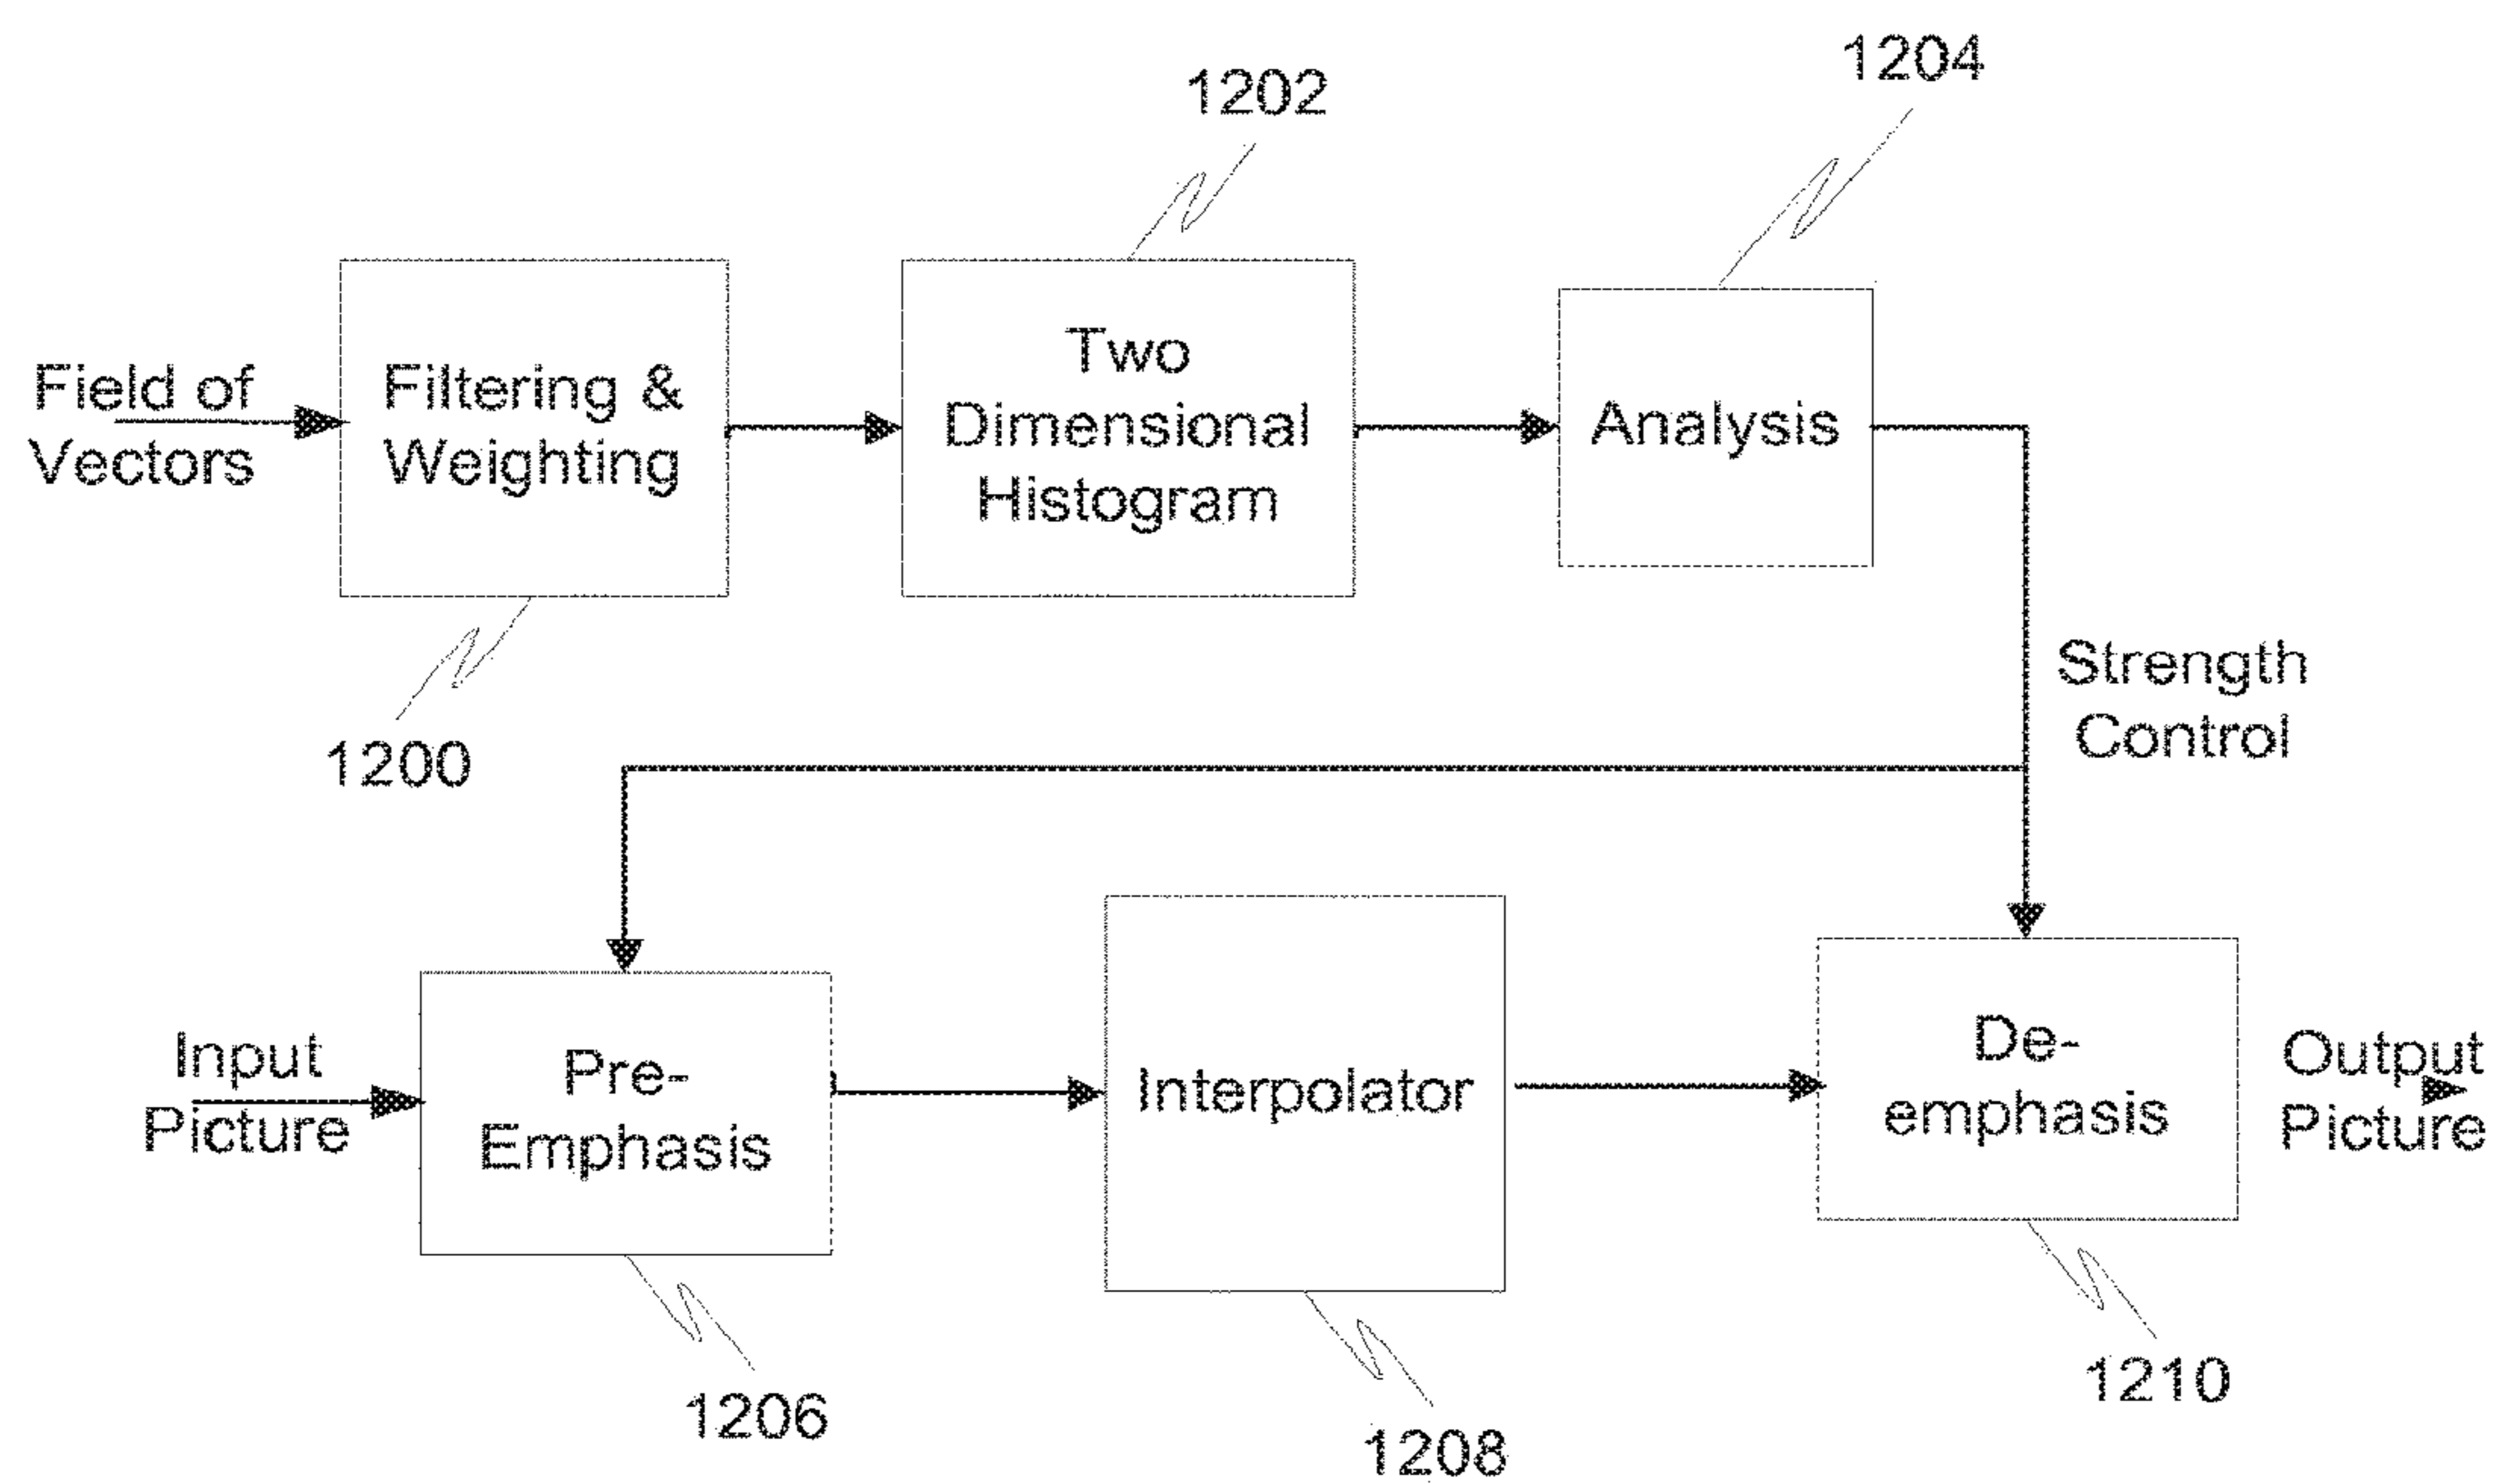 1202
1204
Field of
Vectors
Filtering &
Weighting
Two
Dimensional
Histogram
Analysis
1200
Strength
Control
Input
Picture
Pre-
Emphasis
Interpolator
De-
emphasis
Output
Picture
1206
1208
1210